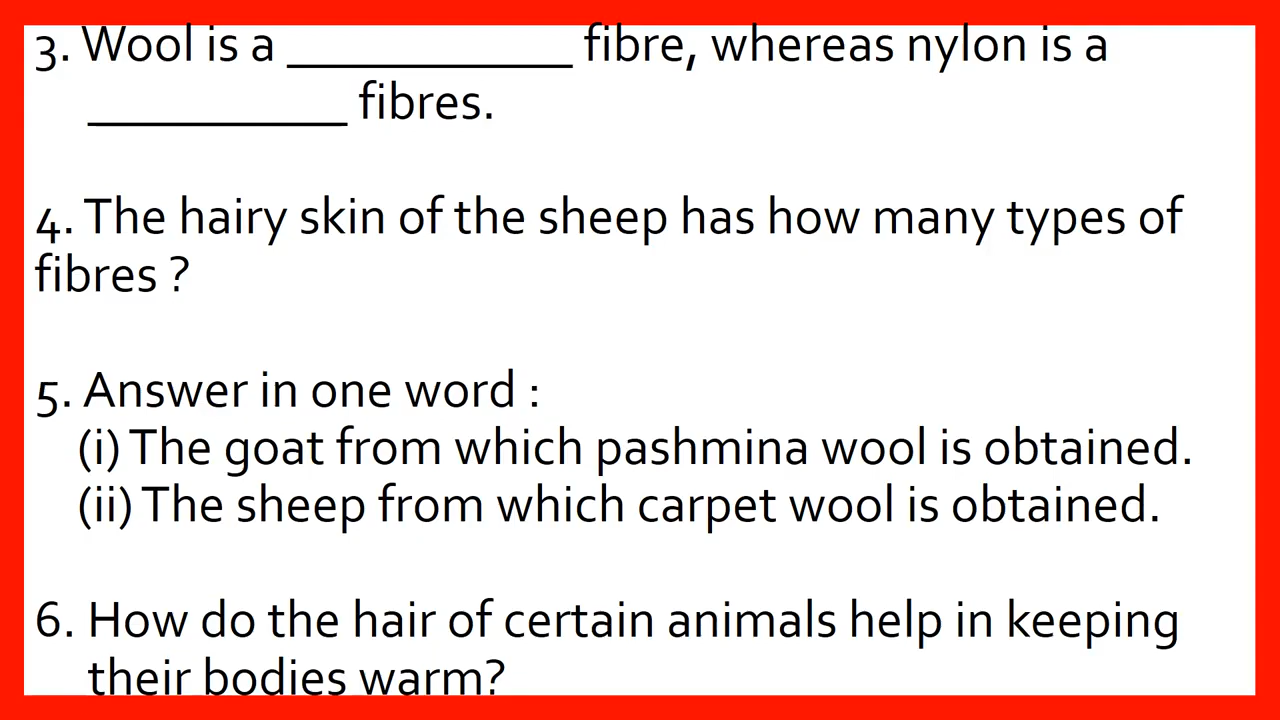 3. Wool is a ___________ fibre, whereas nylon is a
__________ fibres.
4. The hairy skin of the sheep has how many types of
fibres ?
5. Answer in one word :
(i) The goat from which pashmina wool is obtained.
(ii) The sheep from which carpet wool is obtained.
6. How do the hair of certain animals help in keeping
their bodies warm?